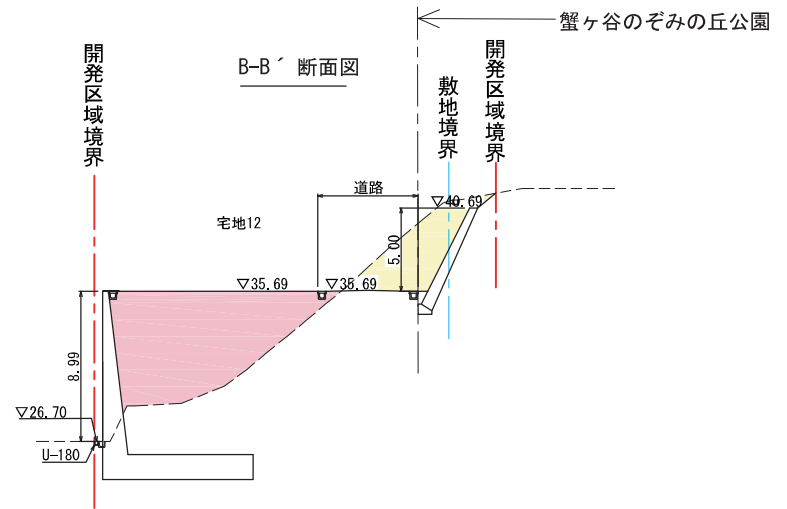 蟹ヶ谷のぞみの丘公園
開発区域境界
B-B´ 断面図
敷地境界
開発区域境界
道路
▽40.69
宅地12
5.00
▽35.69
▽35.69
8.99
▽26.70
U-180